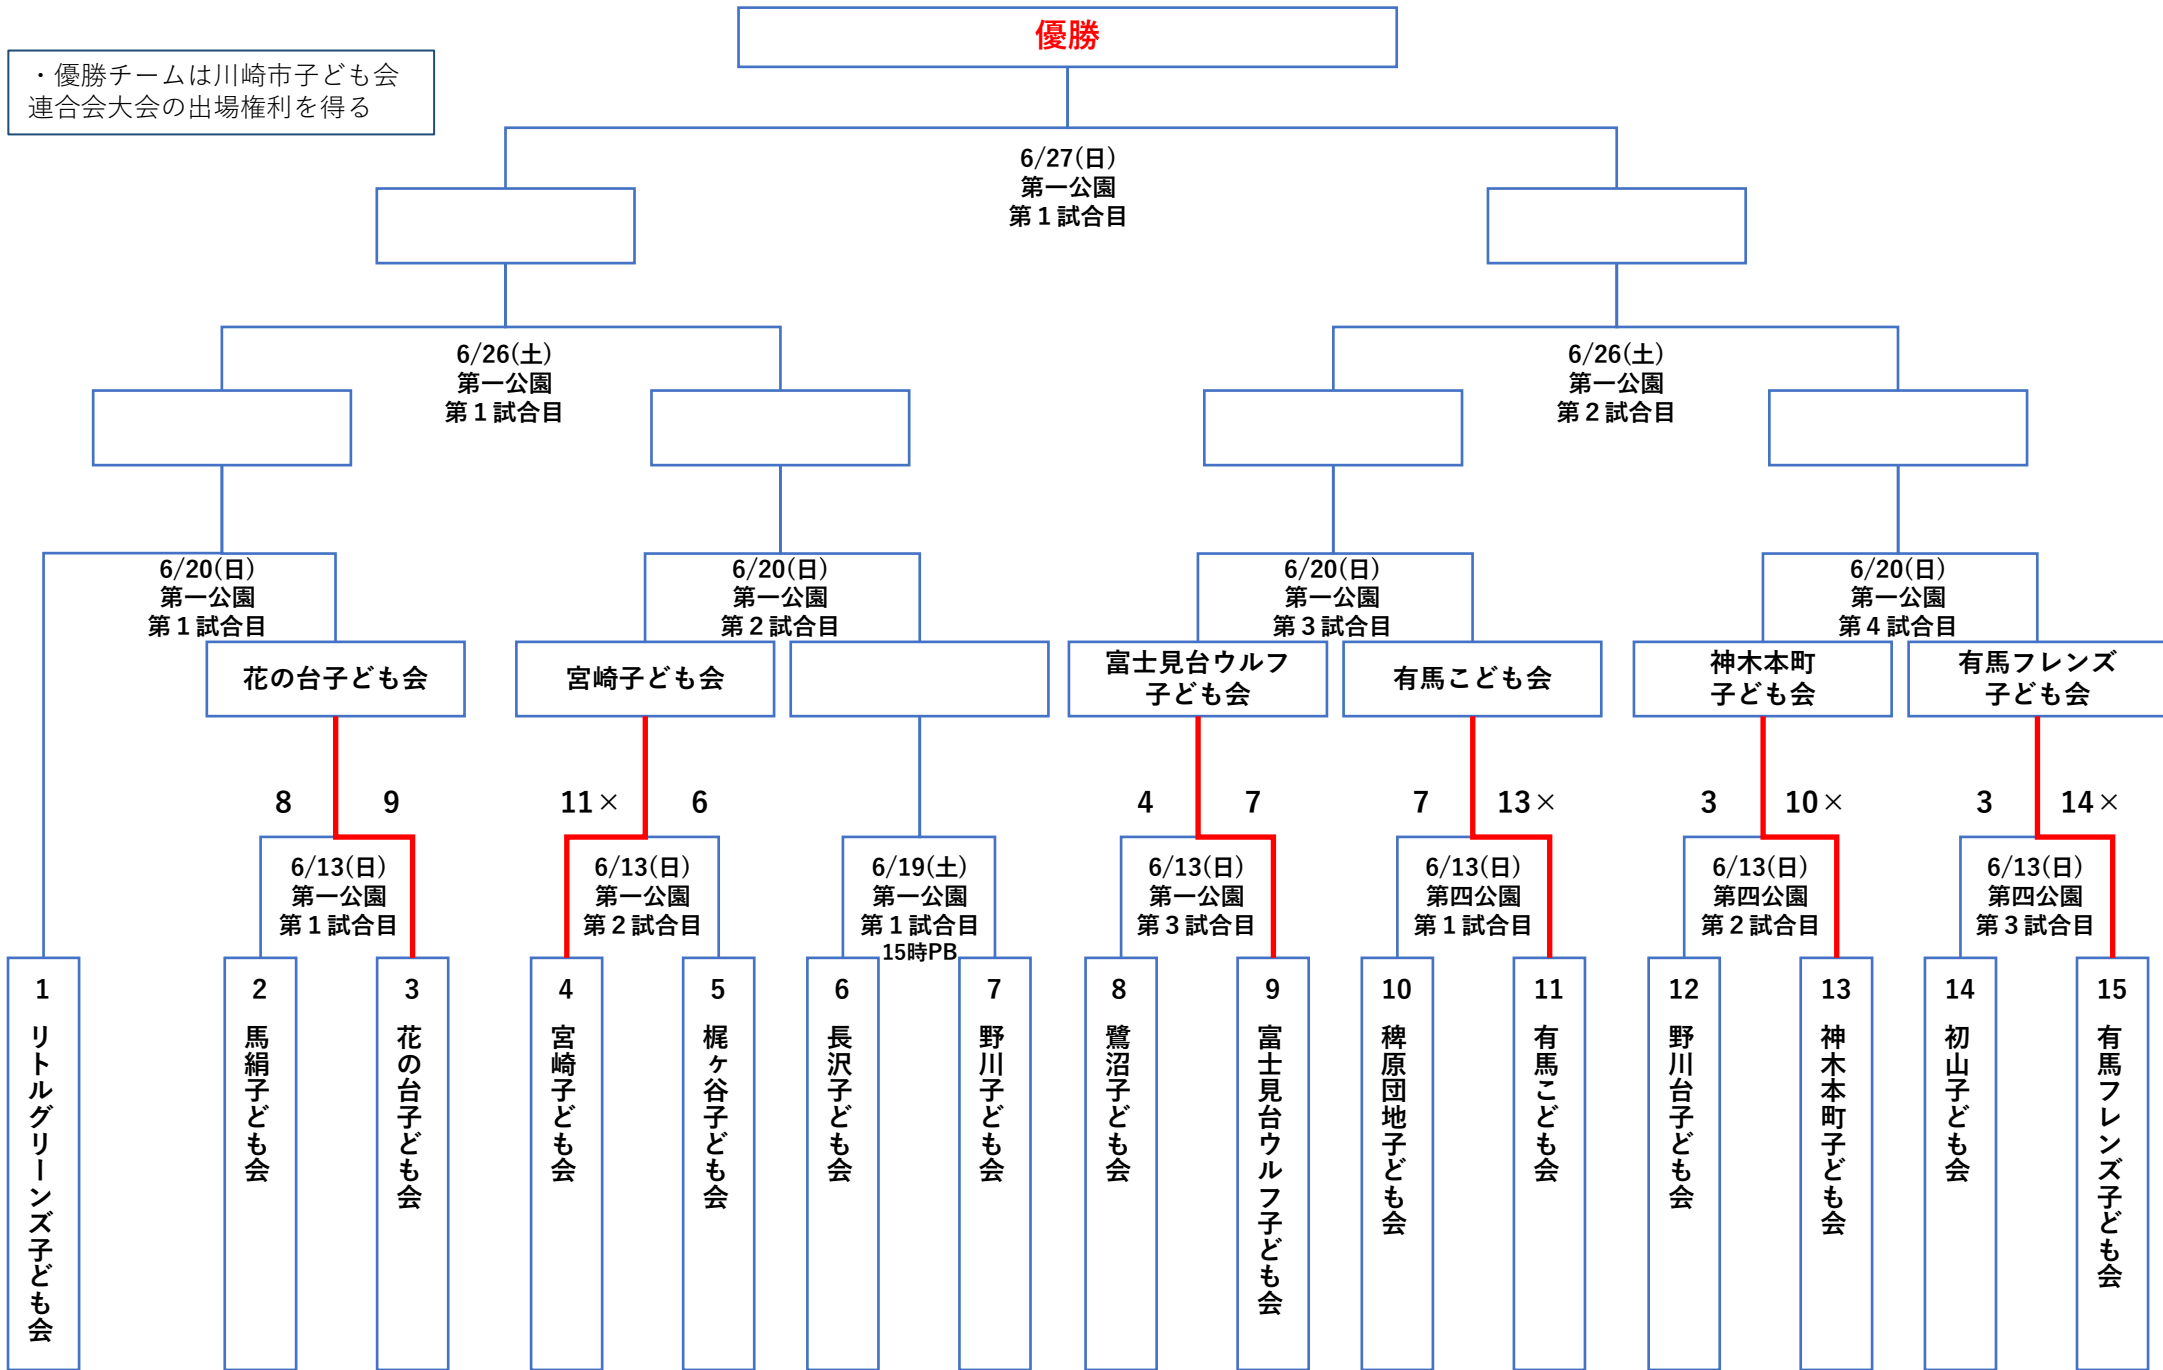 優勝
・優勝チームは川崎市子ども会
連合会大会の出場権利を得る
6/27(日)
第一公園
第１試合目
6/26(土)
第一公園
第１試合目
6/26(土)
第一公園
第２試合目
6/20(日)
第一公園
第１試合目
6/20(日)
第一公園
第２試合目
6/20(日)
第一公園
第３試合目
6/20(日)
第一公園
第４試合目
花の台子ども会
宮崎子ども会
富士見台ウルフ
子ども会
有馬こども会
神木本町
子ども会
有馬フレンズ
子ども会
8
9
11×
6
4
7
7
13×
3
10×
3
14×
6/13(日)
第一公園
第１試合目
6/13(日)
第一公園
第２試合目
6/19(土)
第一公園
第１試合目
15時PB
6/13(日)
第一公園
第３試合目
6/13(日)
第四公園
第１試合目
6/13(日)
第四公園
第２試合目
6/13(日)
第四公園
第３試合目
1
リトルグリーンズ子ども会
2
馬絹子ども会
3
花の台子ども会
4
宮崎子ども会
5
梶ヶ谷子ども会
6
長沢子ども会
7
野川子ども会
8
鷺沼子ども会
9
富士見台ウルフ子ども会
10
稗原団地子ども会
11
有馬こども会
12
野川台子ども会
13
神木本町子ども会
14
初山子ども会
15
有馬フレンズ子ども会